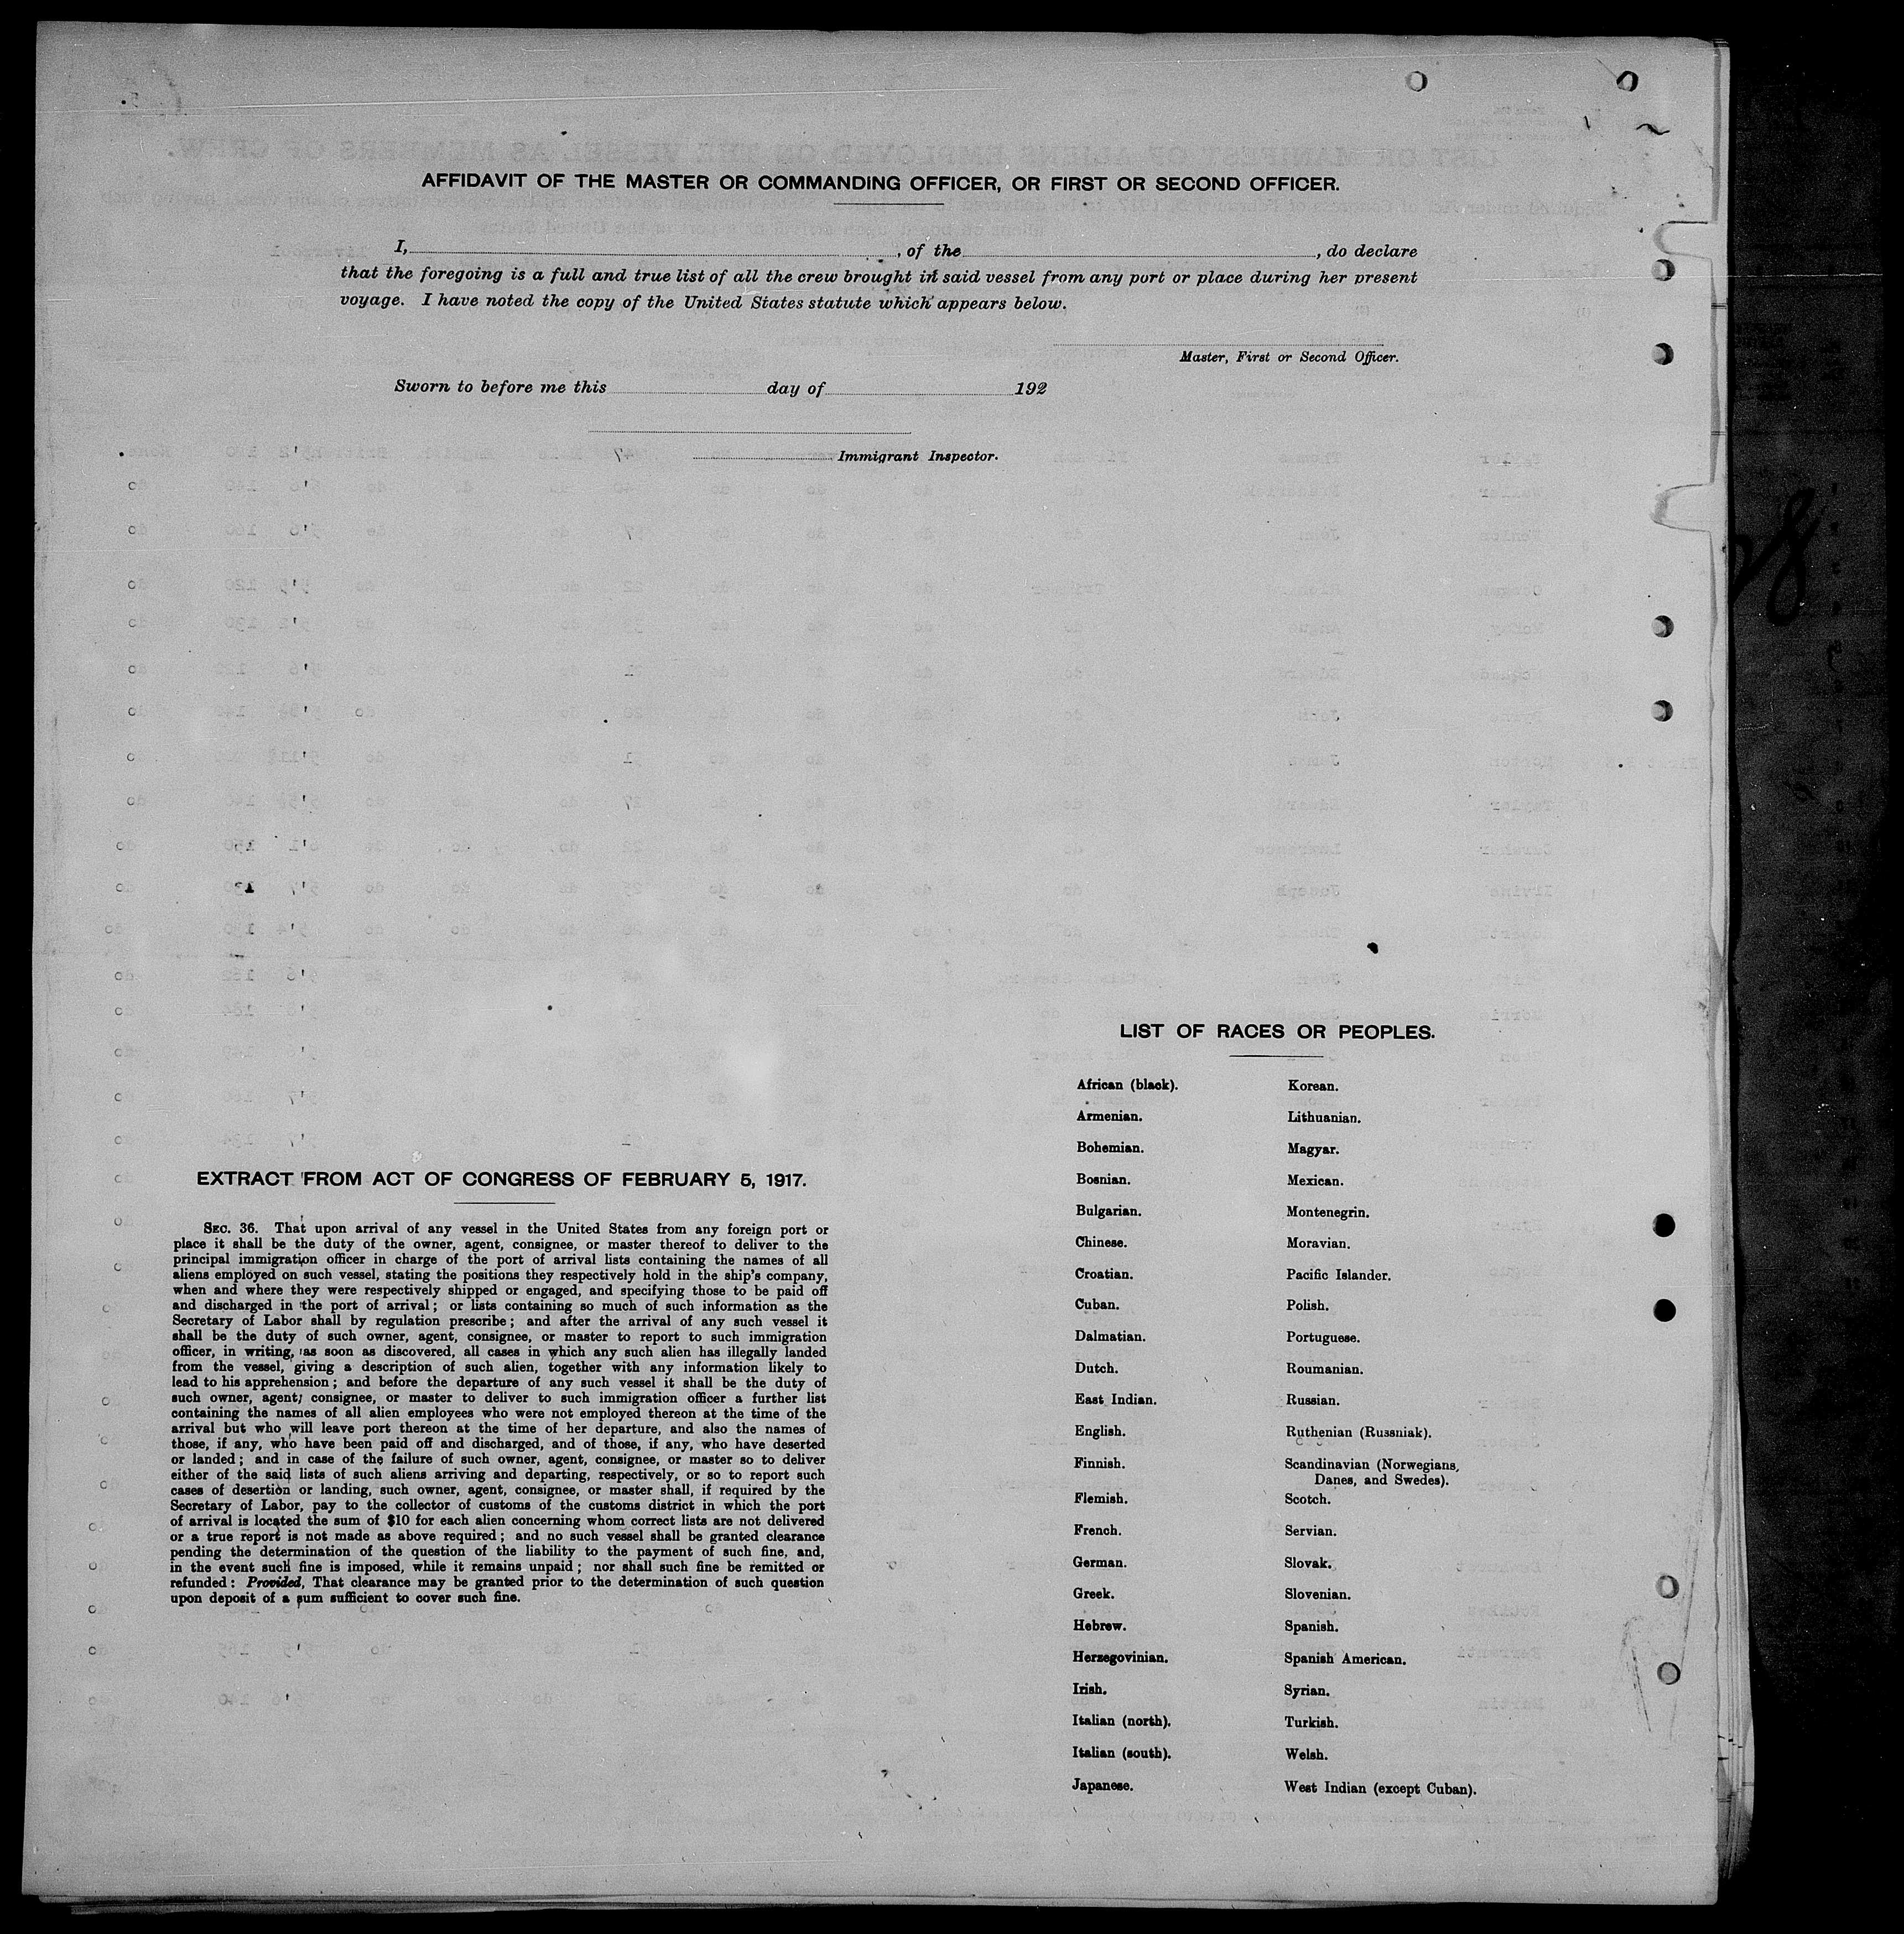 AFFIDAVIT OF THE MASTER OR COMMANDING OFFICER, OR FIRST OR SECOND OFFICER.
I, , of the , do declare
that the foregoing is a full and true list of all the crew brought in said vessel from any port or place during her present
voyage. I have noted the copy of the United States statute which appears below.
Master, First or Second Officer.
Sworn to before me this day of 192
Immigrant Inspector.
EXTRACT FROM ACT OF CONGRESS OF FEBRUARY 5, 1917.
SEC. 36. That upon arrival of any vessel in the United States from any foreign port or
place it shall be the duty of the owner, agent, consignee, or master thereof to deliver to the
principal immigration officer in charge of the port of arrival lists containing the names of all
aliens employed on such vessel, stating the positions they respectively hold in the ship's company,
when and where they were respectively shipped or engaged, and specifying those to be paid off
and discharged in the port of arrival; or lists containing so much of such information as the
Secretary of Labor shall by regulation prescribe; and after the arrival of any such vessel it
shall be the duty of such owner, agent, consignee, or master to report to such immigration
officer, in writing, as soon as discovered, all cases in which any such alien has illegally landed
from the vessel, giving a description of such alien, together with any information likely to
lead to his apprehension; and before the departure of any such vessel it shall be the duty of
such owner, agent, consignee, or master to deliver to such immigration officer a further list
containing the names of all alien employees who were not employed thereon at the time of the
arrival but who will leave port thereon at the time of her departure, and also the names of
those, if any, who have been paid off and discharged, and of those, if any, who have deserted
or landed; and in case of the failure of such owner, agent, consignee, or master so to deliver
either of the said lists of such aliens arriving and departing, respectively, or so to report such
cases of desertion or landing, such owner, agent, consignee, or master shall, if required by the
Secretary of Labor, pay to the collector of customs of the customs district in which the port
of arrival is located the sum of $10 for each alien concerning whom correct lists are not delivered
or a true report is not made as above required; and no such vessel shall be granted clearance
pending the determination of the question of the liability to the payment of such fine, and,
in the event such fine is imposed, while it remains unpaid; nor shall such fine be remitted or
refunded: Provided, That clearance may be granted prior to the determination of such question
upon deposit of a sum sufficient to cover such fine.
LIST OF RACES OR PEOPLES.
African (black).
Armenian.
Bohemian.
Bosnian.
Bulgarian.
Chinese.
Croatian.
Cuban.
Dalmatian.
Dutch.
East Indian.
English.
Finnish.
Flemish.
French.
German.
Greek.
Hebrew.
Herzegovinian.
Irish.
Italian (north).
Italian (south).
Japanese.
Korean.
Lithuanian.
Magyar.
Mexican.
Montenegrin.
Moravian.
Pacific Islander.
Polish.
Portuguese.
Roumanian.
Russian.
Ruthenian (Russniak).
Scandinavian (Norwegians,
Danes, and Swedes).
Scotch.
Servian.
Slovak.
Slovenian.
Spanish.
Spanish American.
Syrian.
Turkish.
Welsh.
West Indian (except Cuban).